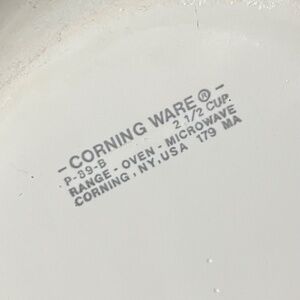 - CORNING WARE® -
P-89-B 2 1/2 CUP
RANGE - OVEN - MICROWAVE
CORNING, NY, USA 179 MA